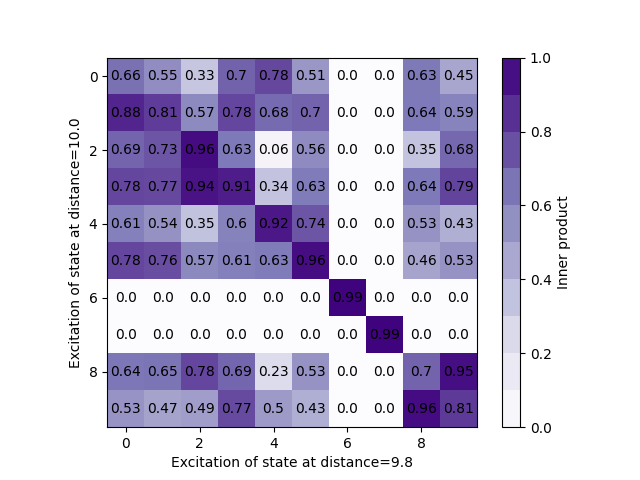 0 0.66 0.55 0.33 0.7 0.78 0.51 0.0 0.0 0.63 0.45
0.88 0.81 0.57 0.78 0.68 0.7 0.0 0.0 0.64 0.59
2 0.69 0.73 0.96 0.63 0.06 0.56 0.0 0.0 0.35 0.68
0.78 0.77 0.94 0.91 0.34 0.63 0.0 0.0 0.64 0.79
4 0.61 0.54 0.35 0.6 0.92 0.74 0.0 0.0 0.53 0.43
0.78 0.76 0.57 0.61 0.63 0.96 0.0 0.0 0.46 0.53
6 0.0 0.0 0.0 0.0 0.0 0.0 0.99 0.0 0.0 0.0
0.0 0.0 0.0 0.0 0.0 0.0 0.0 0.99 0.0 0.0
8 0.64 0.65 0.78 0.69 0.23 0.53 0.0 0.0 0.7 0.95
0.53 0.47 0.49 0.77 0.5 0.43 0.0 0.0 0.96 0.81
0 2 4 6 8
Excitation of state at distance=9.8
Excitation of state at distance=10.0
1.0
0.8
0.6
0.4
0.2
0.0
Inner product